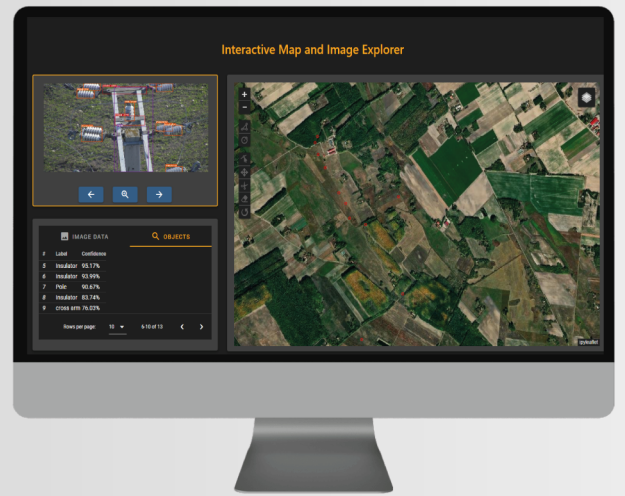 Interactive Map and Image Explorer
IMAGE DATA
OBJECTS
# Label Confidence
5 Insulator 95.17%
6 Insulator 93.99%
7 Pole 90.67%
8 Insulator 83.74%
9 cross arm 76.03%
Rows per page: 10 6-10 of 13
+
−
ipyleaflet